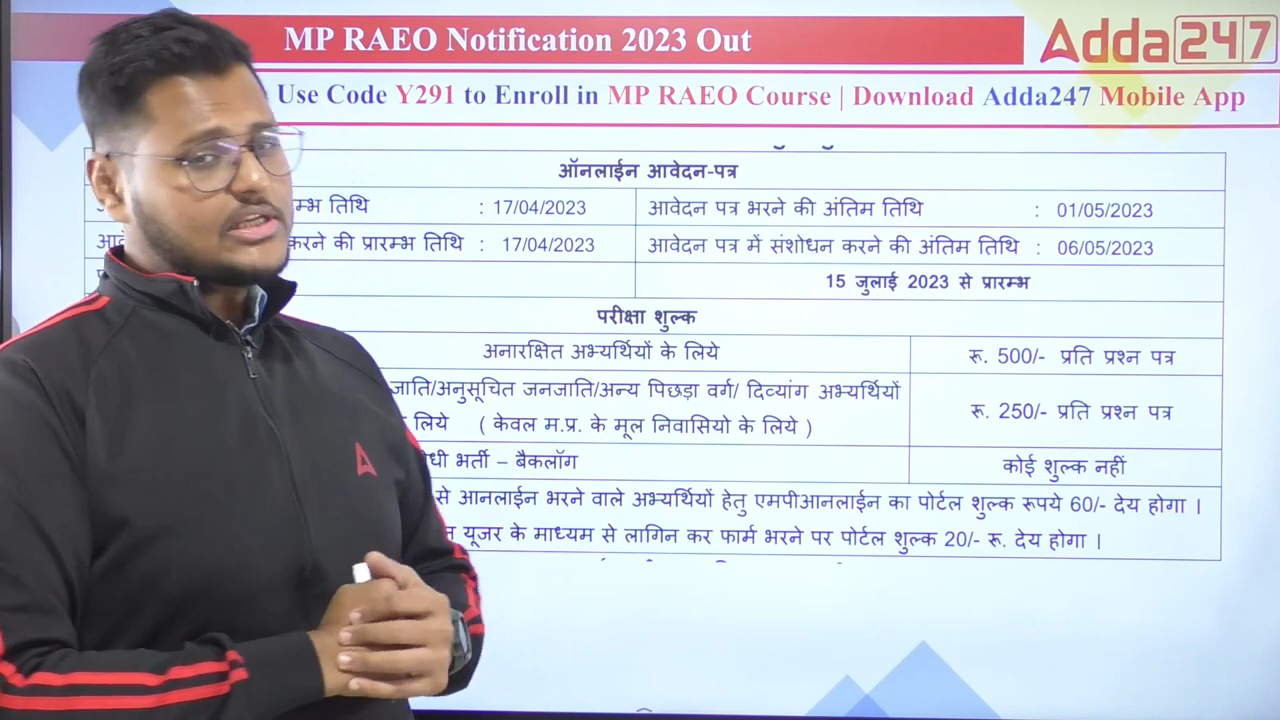 MP RAEO Notification 2023 Out
Adda247
Use Code Y291 to Enroll in MP RAEO Course | Download Adda247 Mobile App
ऑनलाईन आवेदन-पत्र
तिथि : 17/04/2023 आवेदन पत्र भरने की अंतिम तिथि : 01/05/2023
करने की प्रारम्भ तिथि : 17/04/2023 आवेदन पत्र में संशोधन करने की अंतिम तिथि : 06/05/2023
15 जुलाई 2023 से प्रारम्भ
परीक्षा शुल्क
अनारक्षित अभ्यर्थियों के लिये रू. 500/- प्रति प्रश्न पत्र
जाति/अनुसूचित जनजाति/अन्य पिछड़ा वर्ग/ दिव्यांग अभ्यर्थियों
लिये ( केवल म.प्र. के मूल निवासियो के लिये ) रू. 250/- प्रति प्रश्न पत्र
भर्ती – बैकलॉग कोई शुल्क नहीं
से आनलाईन भरने वाले अभ्यर्थियों हेतु एमपीआनलाईन का पोर्टल शुल्क रूपये 60/- देय होगा ।
यूजर के माध्यम से लागिन कर फार्म भरने पर पोर्टल शुल्क 20/- रू. देय होगा ।